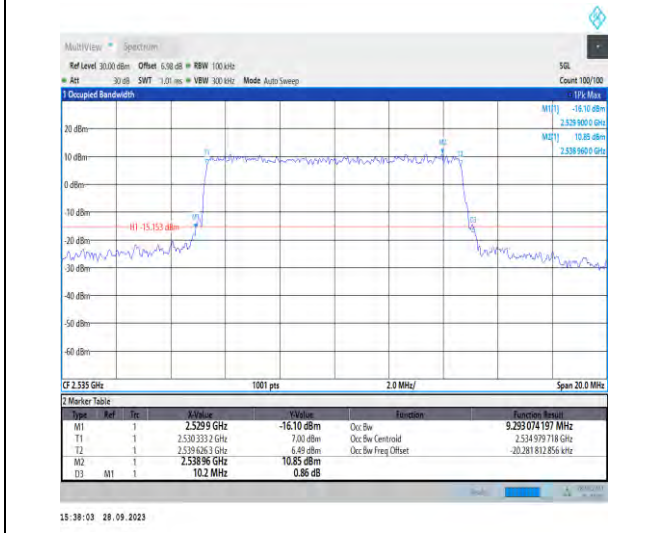 MultiView Spectrum
Ref Level 30.00 dBm Offset 6.98 dB RBW 100 kHz SGL
Att 30 dB SWT 1.01 ms VBW 300 kHz Mode Auto Sweep Count 100/100
1 Occupied Bandwidth 1Pk Max
M1[1] -16.10 dBm
2.529 900 0 GHz
M2[1] 10.85 dBm
2.538 960 0 GHz
20 dBm
M2
T1 T2
10 dBm
0 dBm
-10 dBm
M1 D3
H1 -15.153 dBm
-20 dBm
-30 dBm
-40 dBm
-50 dBm
-60 dBm
CF 2.535 GHz 1001 pts 2.0 MHz/ Span 20.0 MHz
2 Marker Table
Type Ref Trc X-Value Y-Value Function Function Result
M1 1 2.5299 GHz -16.10 dBm Occ Bw 9.293 074 197 MHz
T1 1 2.530 333 2 GHz 7.00 dBm Occ Bw Centroid 2.534 979 718 GHz
T2 1 2.539 626 3 GHz 6.49 dBm Occ Bw Freq Offset -20.281 812 856 kHz
M2 1 2.53896 GHz 10.85 dBm
D3 M1 1 10.2 MHz 0.86 dB
15:38:03 28.09.2023